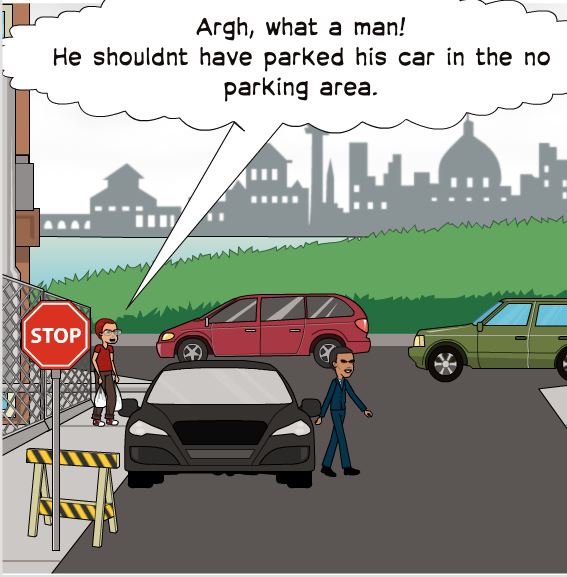 Argh, what a man!
He shouldnt have parked his car in the no
parking area.
STOP